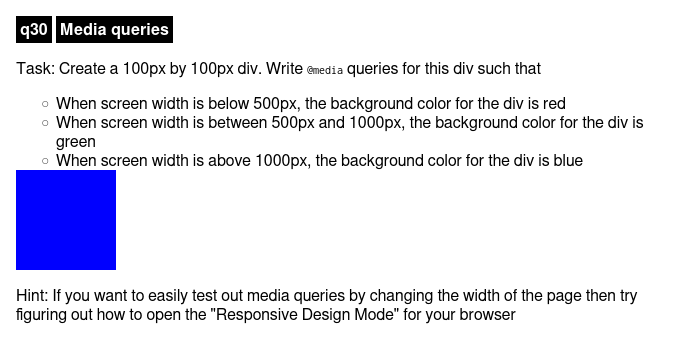 q30 Media queries
Task: Create a 100px by 100px div. Write @media queries for this div such that
When screen width is below 500px, the background color for the div is red
When screen width is between 500px and 1000px, the background color for the div is
green
When screen width is above 1000px, the background color for the div is blue
Hint: If you want to easily test out media queries by changing the width of the page then try
figuring out how to open the "Responsive Design Mode" for your browser